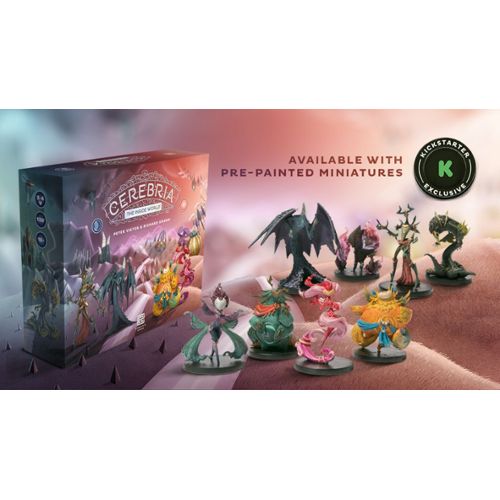 CEREBRIA
THE INSIDE WORLD
AVAILABLE WITH
PRE-PAINTED MINIATURES
KICKSTARTER
K
EXCLUSIVE